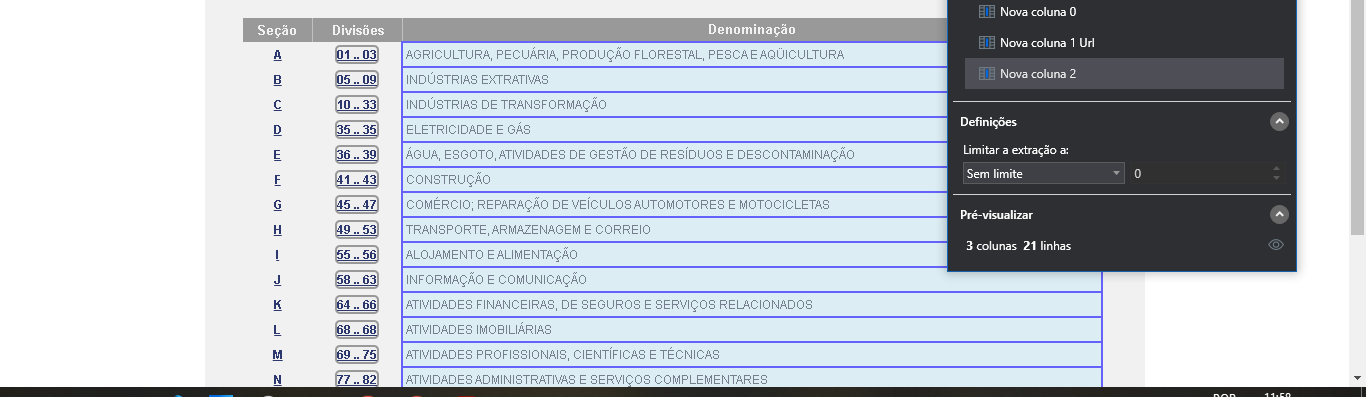 Seção Divisões Denominação
A 01 .. 03 AGRICULTURA, PECUÁRIA, PRODUÇÃO FLORESTAL, PESCA E AQÜICULTURA
B 05 .. 09 INDÚSTRIAS EXTRATIVAS
C 10 .. 33 INDÚSTRIAS DE TRANSFORMAÇÃO
D 35 .. 35 ELETRICIDADE E GÁS
E 36 .. 39 ÁGUA, ESGOTO, ATIVIDADES DE GESTÃO DE RESÍDUOS E DESCONTAMINAÇÃO
F 41 .. 43 CONSTRUÇÃO
G 45 .. 47 COMÉRCIO; REPARAÇÃO DE VEÍCULOS AUTOMOTORES E MOTOCICLETAS
H 49 .. 53 TRANSPORTE, ARMAZENAGEM E CORREIO
I 55 .. 56 ALOJAMENTO E ALIMENTAÇÃO
J 58 .. 63 INFORMAÇÃO E COMUNICAÇÃO
K 64 .. 66 ATIVIDADES FINANCEIRAS, DE SEGUROS E SERVIÇOS RELACIONADOS
L 68 .. 68 ATIVIDADES IMOBILIÁRIAS
M 69 .. 75 ATIVIDADES PROFISSIONAIS, CIENTÍFICAS E TÉCNICAS
N 77 .. 82 ATIVIDADES ADMINISTRATIVAS E SERVIÇOS COMPLEMENTARES
Nova coluna 0
Nova coluna 1 Url
Nova coluna 2
Definições
Limitar a extração a:
Sem limite 0
Pré-visualizar
3 colunas 21 linhas